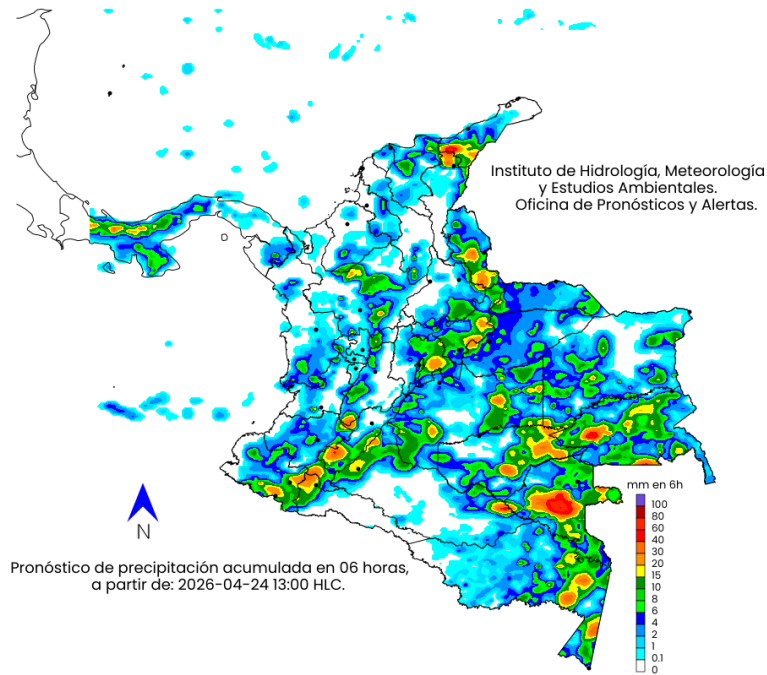 Instituto de Hidrología, Meteorología
y Estudios Ambientales.
Oficina de Pronósticos y Alertas.
mm en 6h
100
80
60
40
30
20
15
10
8
6
4
2
1
0,1
0
N
Pronóstico de precipitación acumulada en 06 horas,
a partir de: 2026-04-24 13:00 HLC.